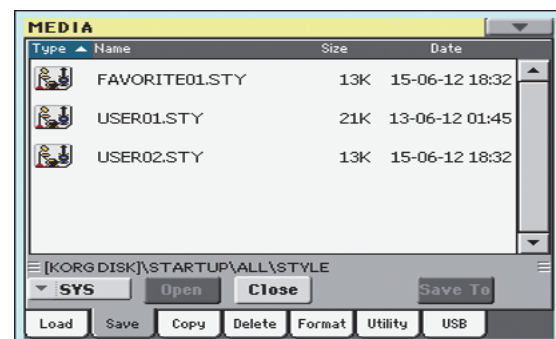 MEDIA
Type Name Size Date
FAVORITE01.STY 13K 15-06-12 18:32
USER01.STY 21K 13-06-12 01:45
USER02.STY 13K 15-06-12 18:32
[KORG DISK]\STARTUP\ALL\STYLE
SYS Open Close Save To
Load Save Copy Delete Format Utility USB